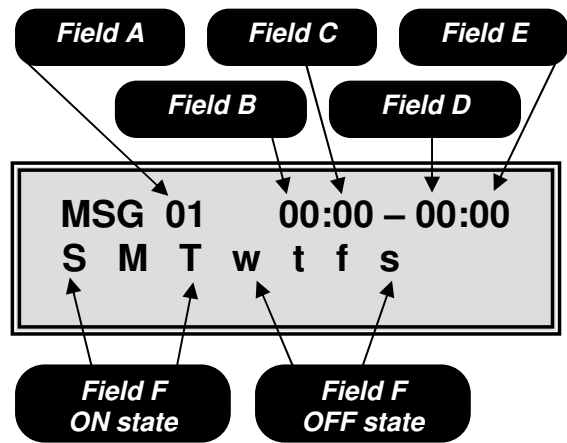 Field A
Field C
Field E
Field B
Field D
MSG 01 00:00 – 00:00
S M T w t f s
Field F
ON state
Field F
OFF state